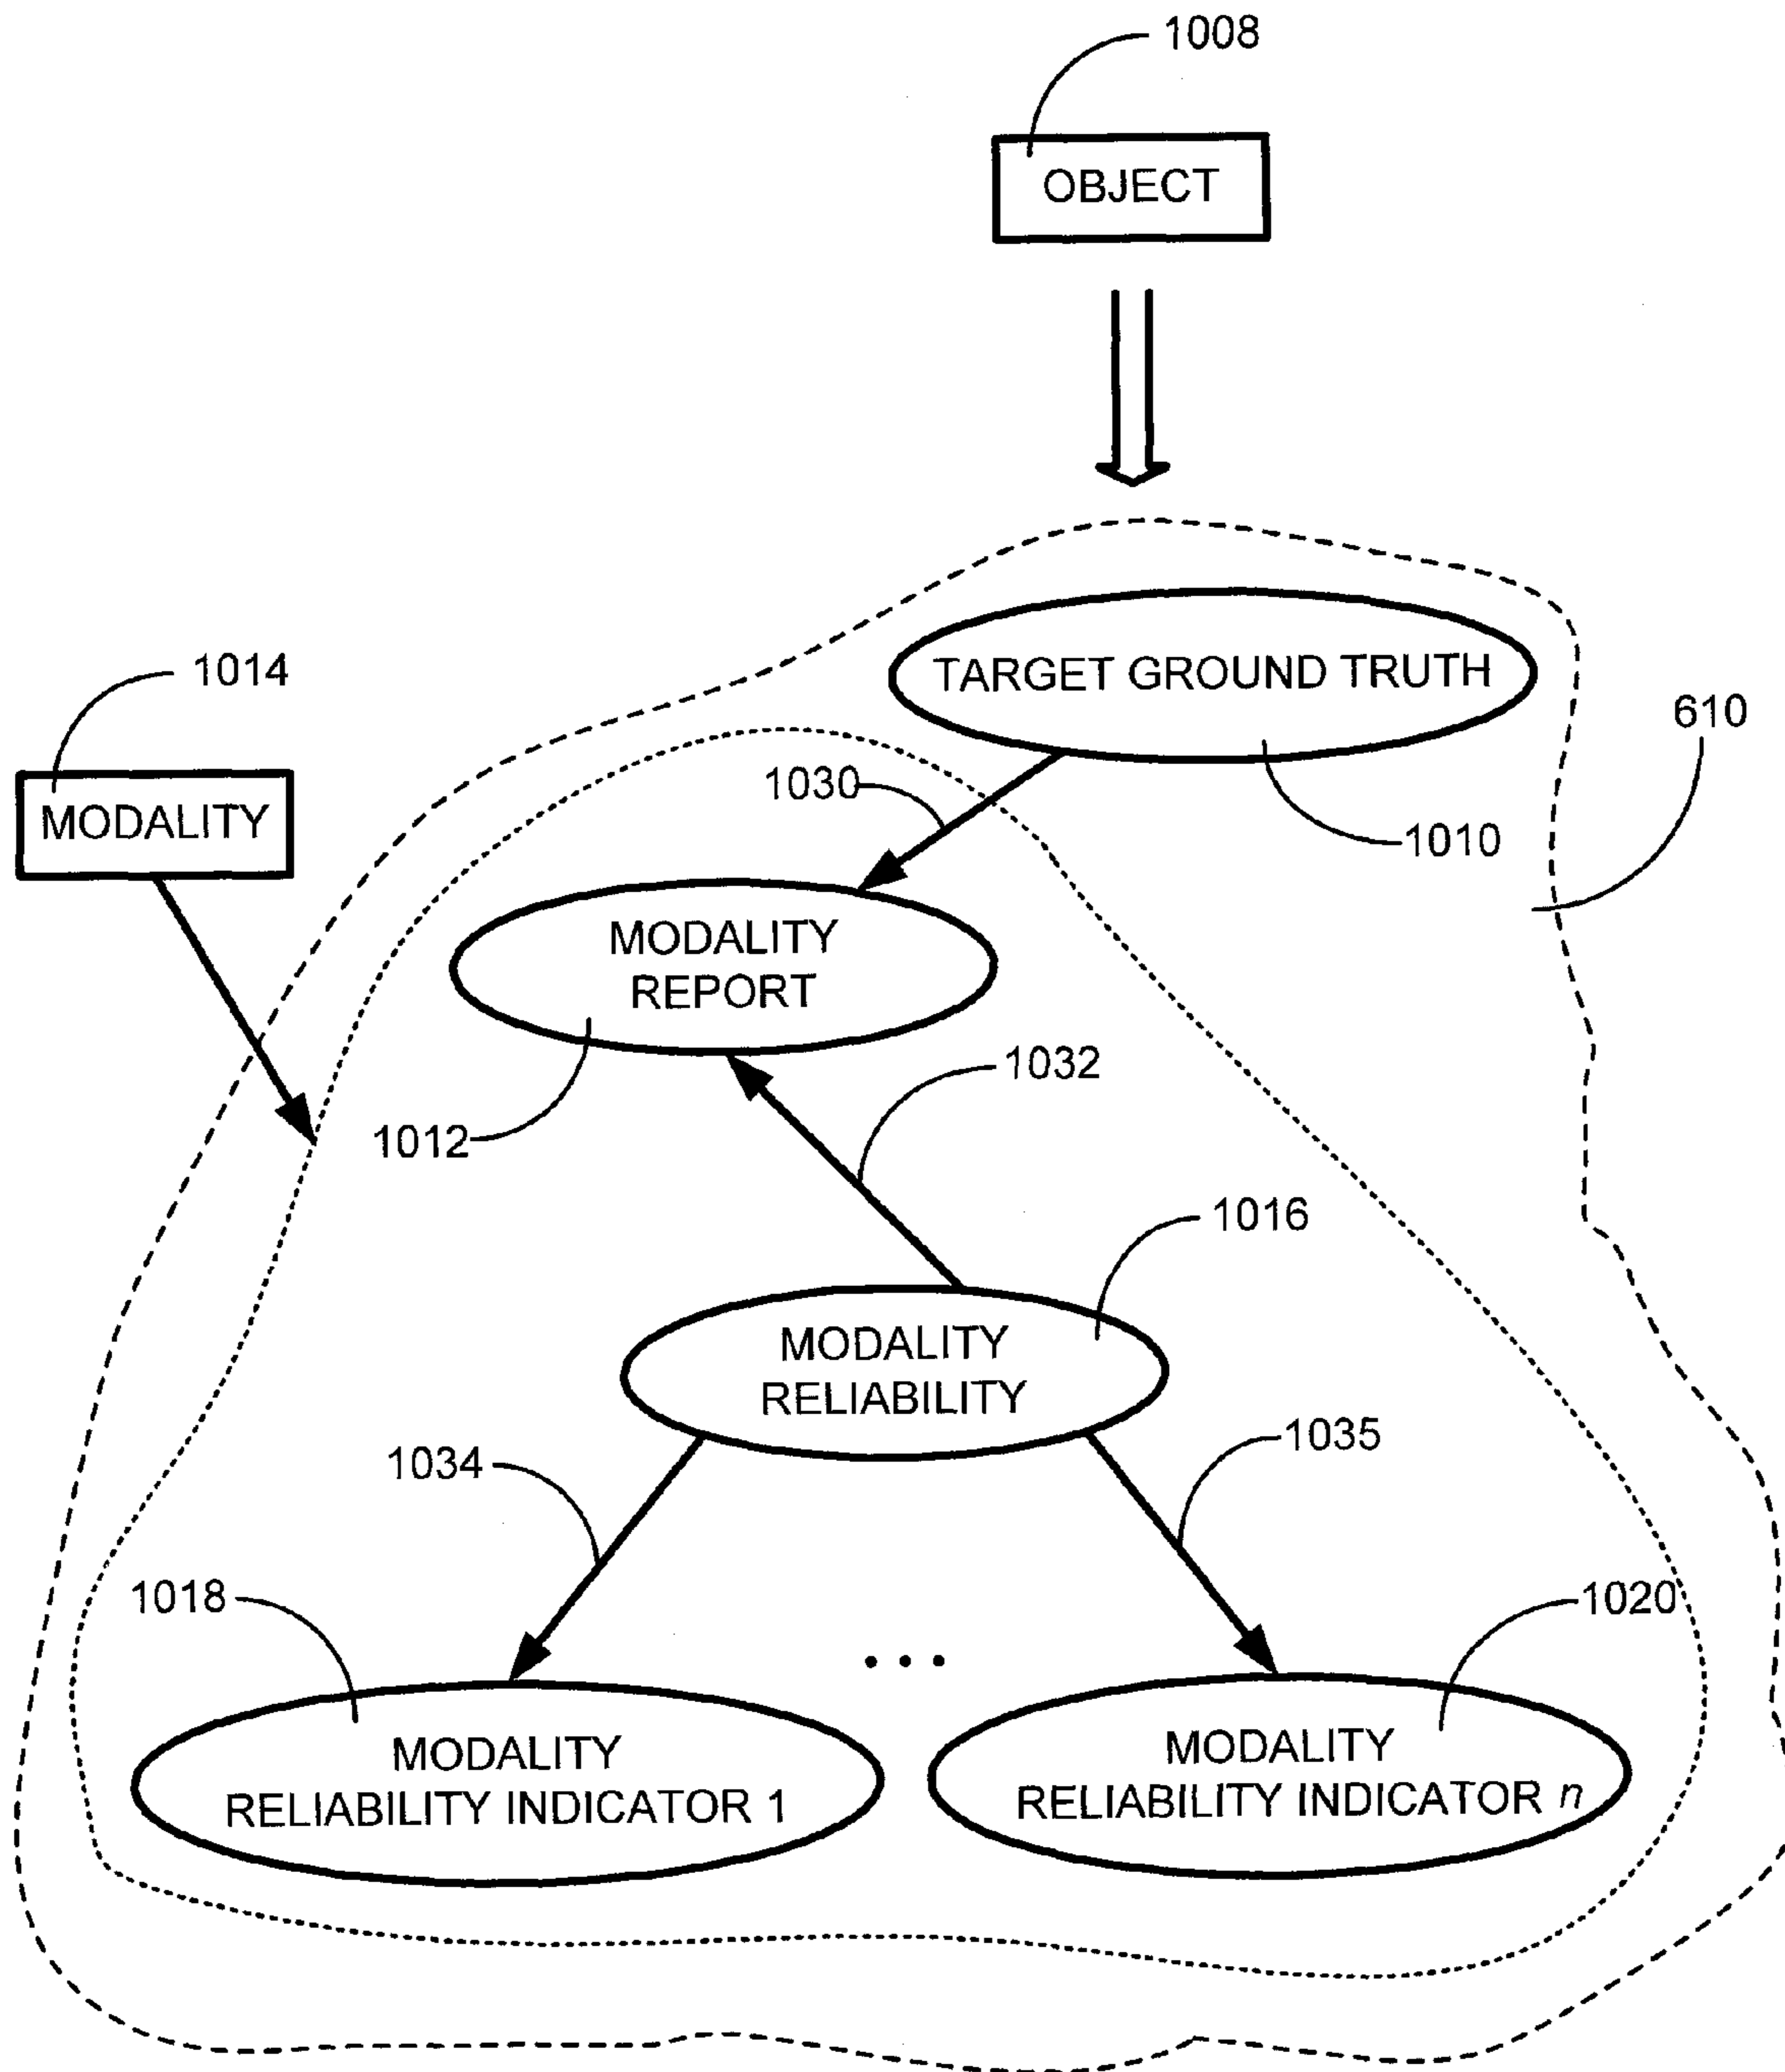 1008
OBJECT
TARGET GROUND TRUTH
1014
610
MODALITY
1030
1010
MODALITY
REPORT
1032
1012
1016
MODALITY
RELIABILITY
1034
1035
1018
1020
...
MODALITY
RELIABILITY INDICATOR 1
MODALITY
RELIABILITY INDICATOR n